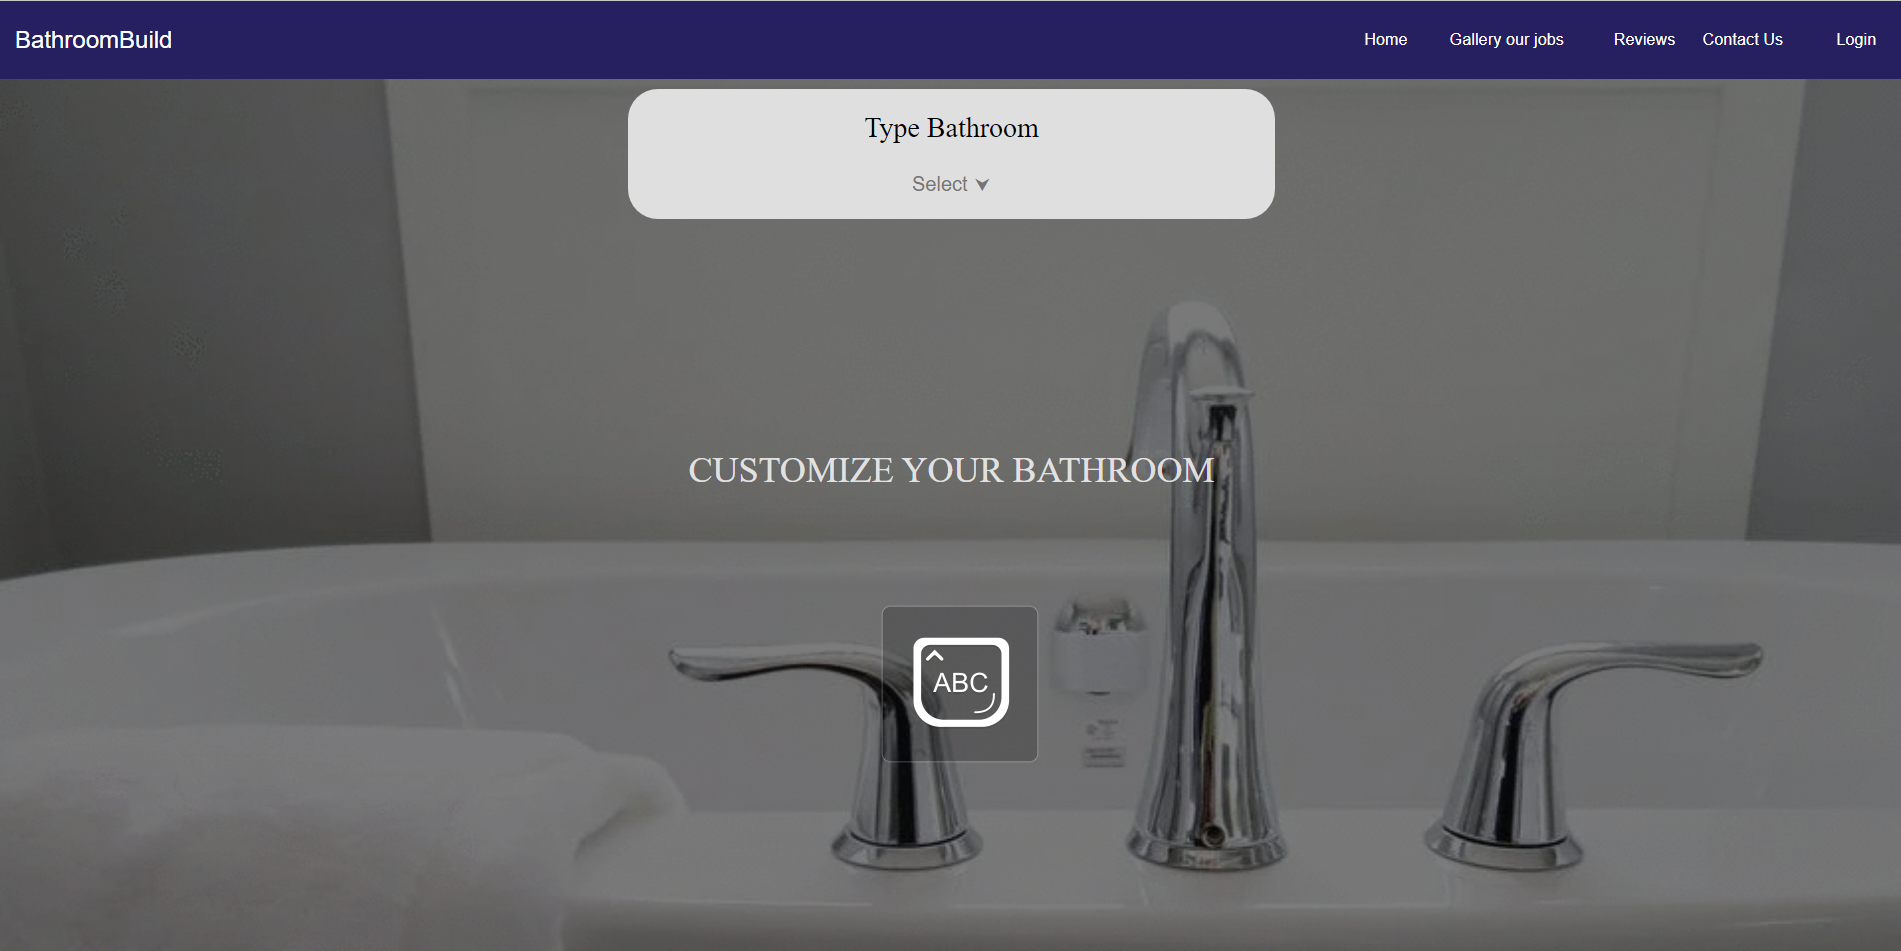 BathroomBuild
Home Gallery our jobs Reviews Contact Us Login
Type Bathroom
Select
CUSTOMIZE YOUR BATHROOM
ABC